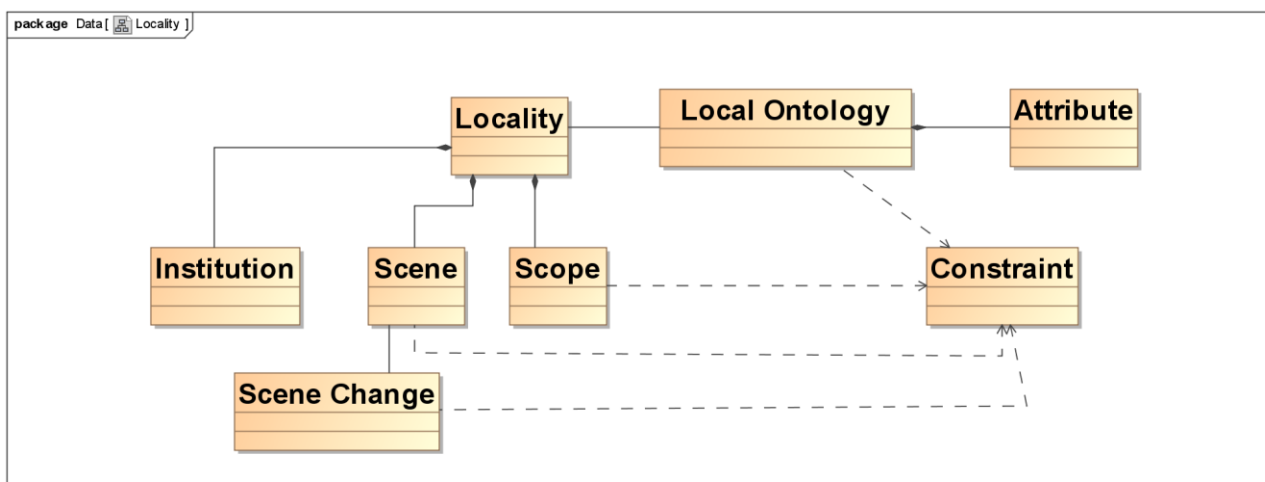 package Data [ Locality ]
Locality
Local Ontology
Attribute
Institution
Scene
Scope
Constraint
Scene Change